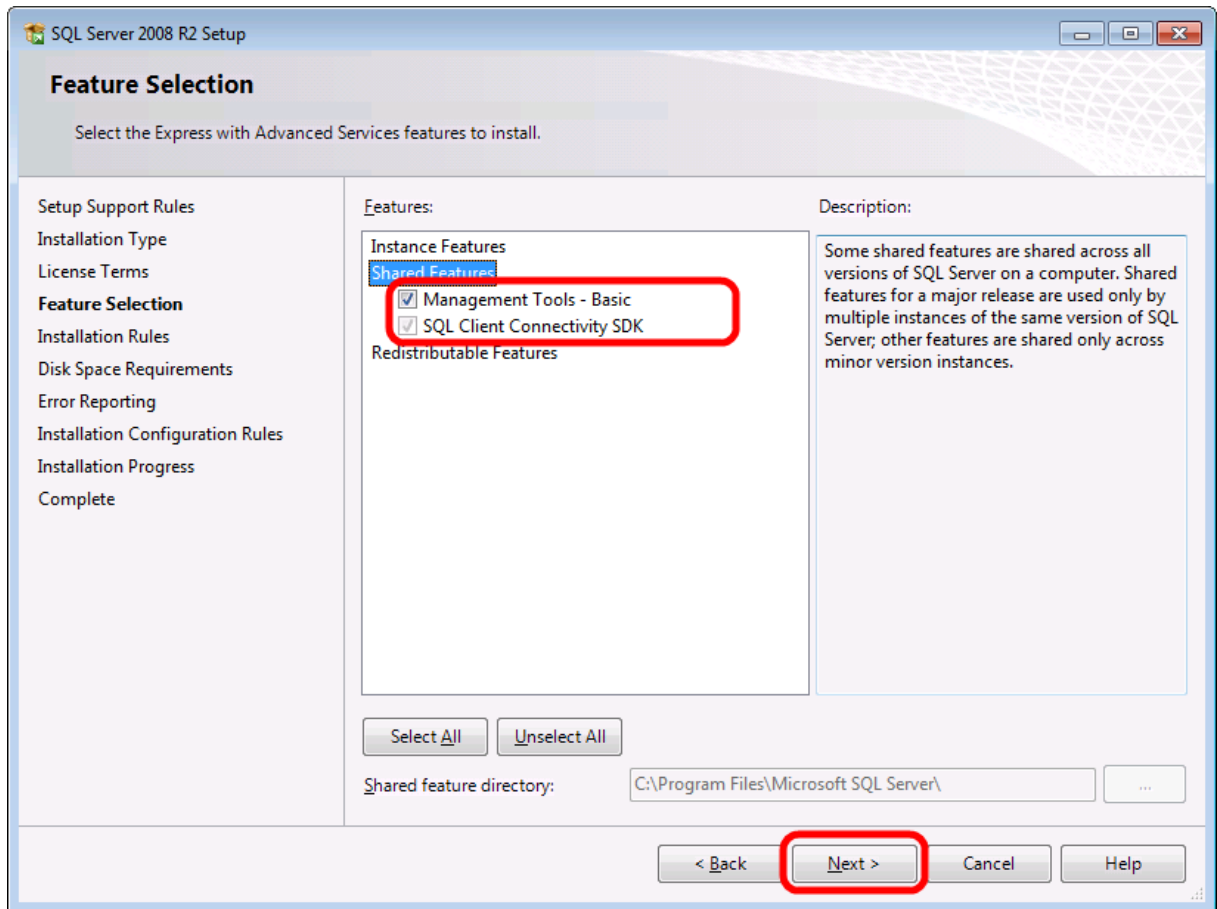 SQL Server 2008 R2 Setup
Feature Selection
Select the Express with Advanced Services features to install.
Setup Support Rules
Installation Type
License Terms
Feature Selection
Installation Rules
Disk Space Requirements
Error Reporting
Installation Configuration Rules
Installation Progress
Complete
Features:
Instance Features
Shared Features
Management Tools - Basic
SQL Client Connectivity SDK
Redistributable Features
Description:
Some shared features are shared across all
versions of SQL Server on a computer. Shared
features for a major release are used only by
multiple instances of the same version of SQL
Server; other features are shared only across
minor version instances.
Select All Unselect All
Shared feature directory: C:\Program Files\Microsoft SQL Server\ ...
< Back Next > Cancel Help